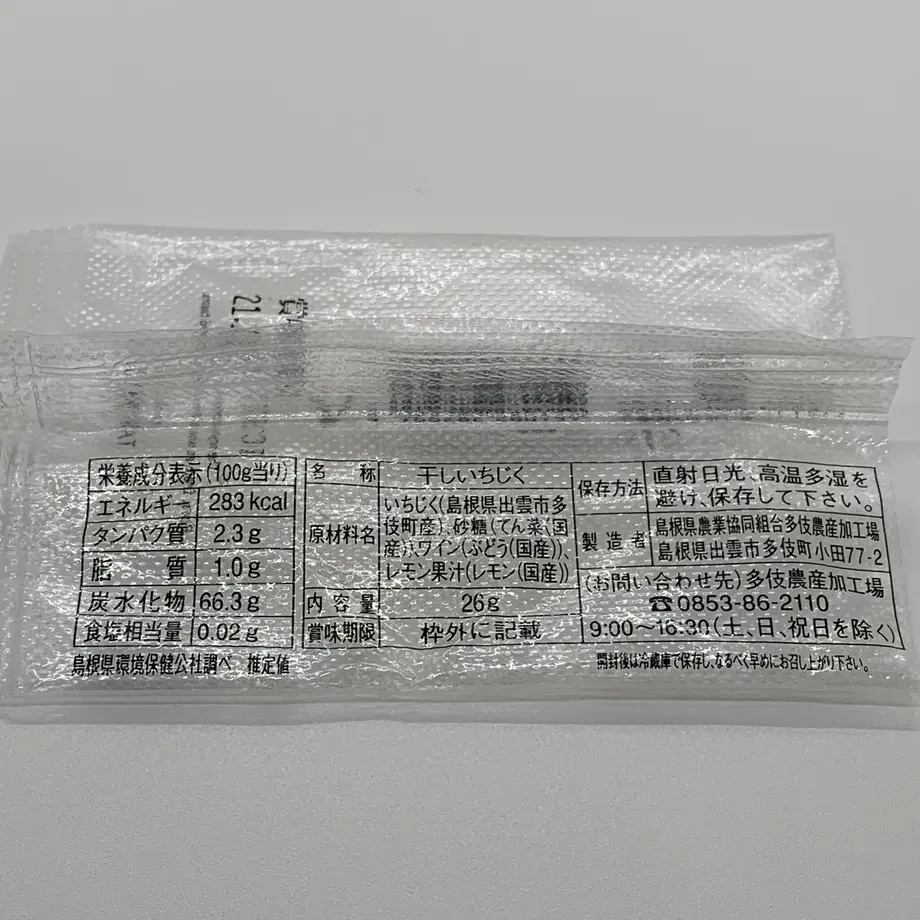 賞
21.
栄養成分表示(100g当り)
エネルギー 283kcal
タンパク質 2.3g
脂質 1.0g
炭水化物 66.3g
食塩相当量 0.02g
島根県環境保健公社調べ 推定値
名称 干しいちじく
原材料名
いちじく(島根県出雲市多
伎町産)、砂糖(てん菜(国
産))、ワイン(ぶどう(国産))、
レモン果汁(レモン(国産))
内容量 26g
賞味期限 枠外に記載
保存方法
直射日光、高温多湿を
避け、保存して下さい。
製造者
島根県農業協同組合多伎農産加工場
島根県出雲市多伎町小田77-2
(お問い合わせ先)多伎農産加工場
☎0853-86-2110
9:00〜16:30(土、日、祝日を除く)
開封後は冷蔵庫で保存し、なるべく早めにお召し上がり下さい。